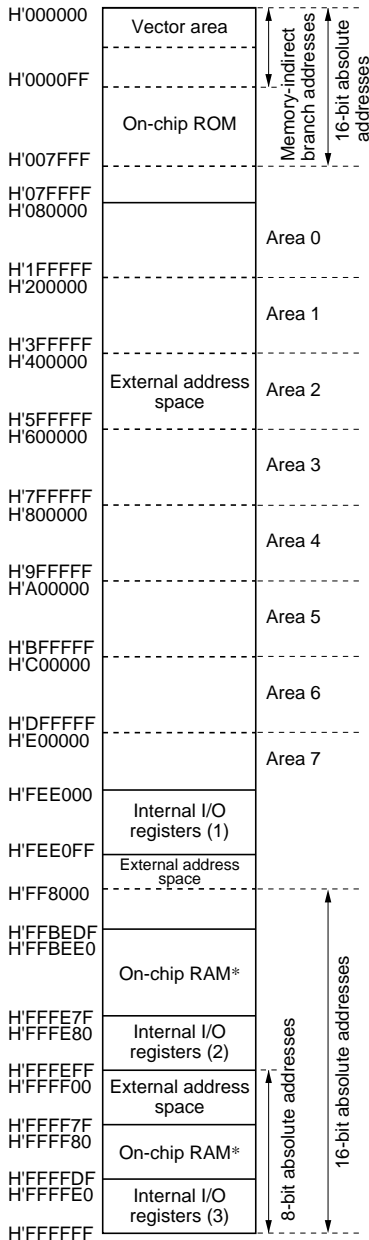 H'000000
Vector area
H'0000FF
On-chip ROM
H'007FFF
H'07FFFF
H'080000
Memory-indirect
branch addresses
16-bit absolute
addresses
Area 0
H'1FFFFF
H'200000
Area 1
H'3FFFFF
H'400000
External address
space
Area 2
H'5FFFFF
H'600000
Area 3
H'7FFFFF
H'800000
Area 4
H'9FFFFF
H'A00000
Area 5
H'BFFFFF
H'C00000
Area 6
H'DFFFFF
H'E00000
Area 7
H'FEE000
Internal I/O
registers (1)
H'FEE0FF
External address
space
H'FF8000
H'FFBEDF
H'FFBEE0
On-chip RAM*
H'FFFE7F
H'FFFE80
Internal I/O
registers (2)
H'FFFEFF
H'FFFF00
External address
space
H'FFFF7F
H'FFFF80
On-chip RAM*
H'FFFFDF
H'FFFFE0
Internal I/O
registers (3)
H'FFFFFF
8-bit absolute addresses
16-bit absolute addresses